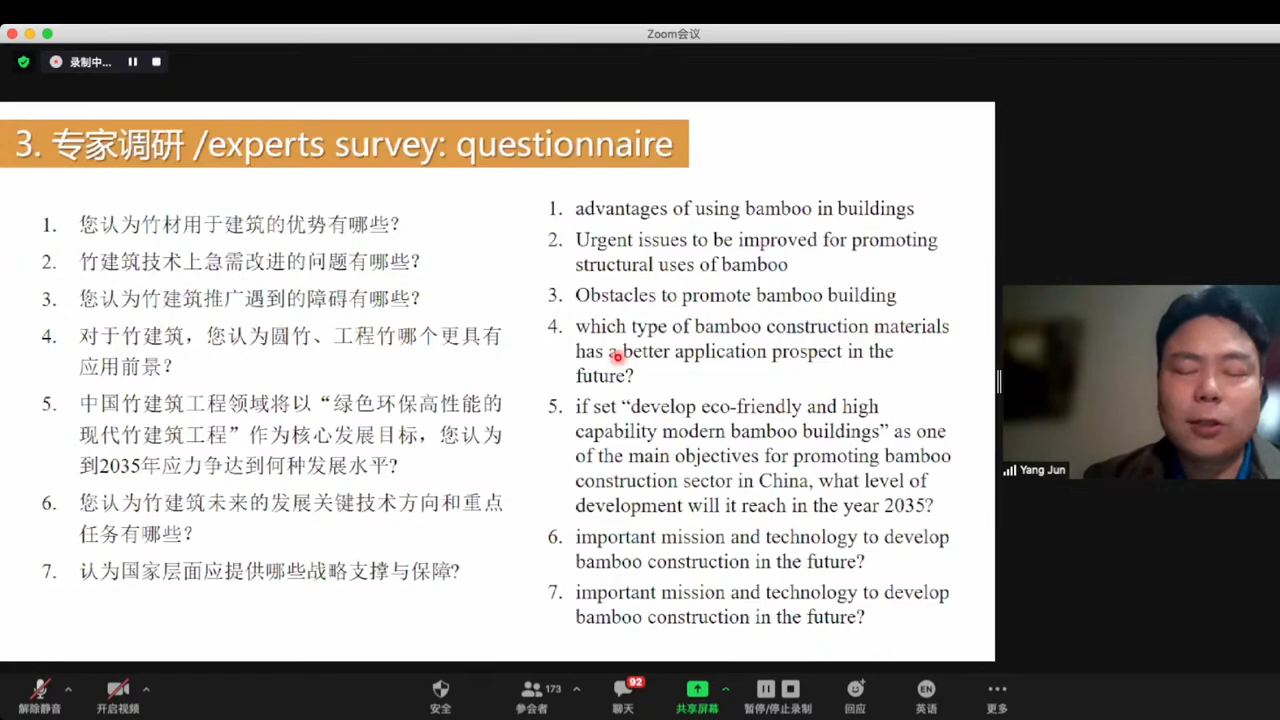 Zoom会议
录制中...
3. 专家调研 /experts survey: questionnaire
1. 您认为竹材用于建筑的优势有哪些?
2. 竹建筑技术上急需改进的问题有哪些?
3. 您认为竹建筑推广遇到的障碍有哪些?
4. 对于竹建筑，您认为圆竹、工程竹哪个更具有
应用前景?
5. 中国竹建筑工程领域将以“绿色环保高性能的
现代竹建筑工程”作为核心发展目标，您认为
到2035年应力争达到何种发展水平?
6. 您认为竹建筑未来的发展关键技术方向和重点
任务有哪些?
7. 认为国家层面应提供哪些战略支撑与保障?
1. advantages of using bamboo in buildings
2. Urgent issues to be improved for promoting
structural uses of bamboo
3. Obstacles to promote bamboo building
4. which type of bamboo construction materials
has a better application prospect in the
future?
5. if set “develop eco-friendly and high
capability modern bamboo buildings” as one
of the main objectives for promoting bamboo
construction sector in China, what level of
development will it reach in the year 2035?
6. important mission and technology to develop
bamboo construction in the future?
7. important mission and technology to develop
bamboo construction in the future?
Yang Jun
173
92
EN
解除静音
开启视频
安全
参会者
聊天
共享屏幕
暂停/停止录制
回应
英语
更多